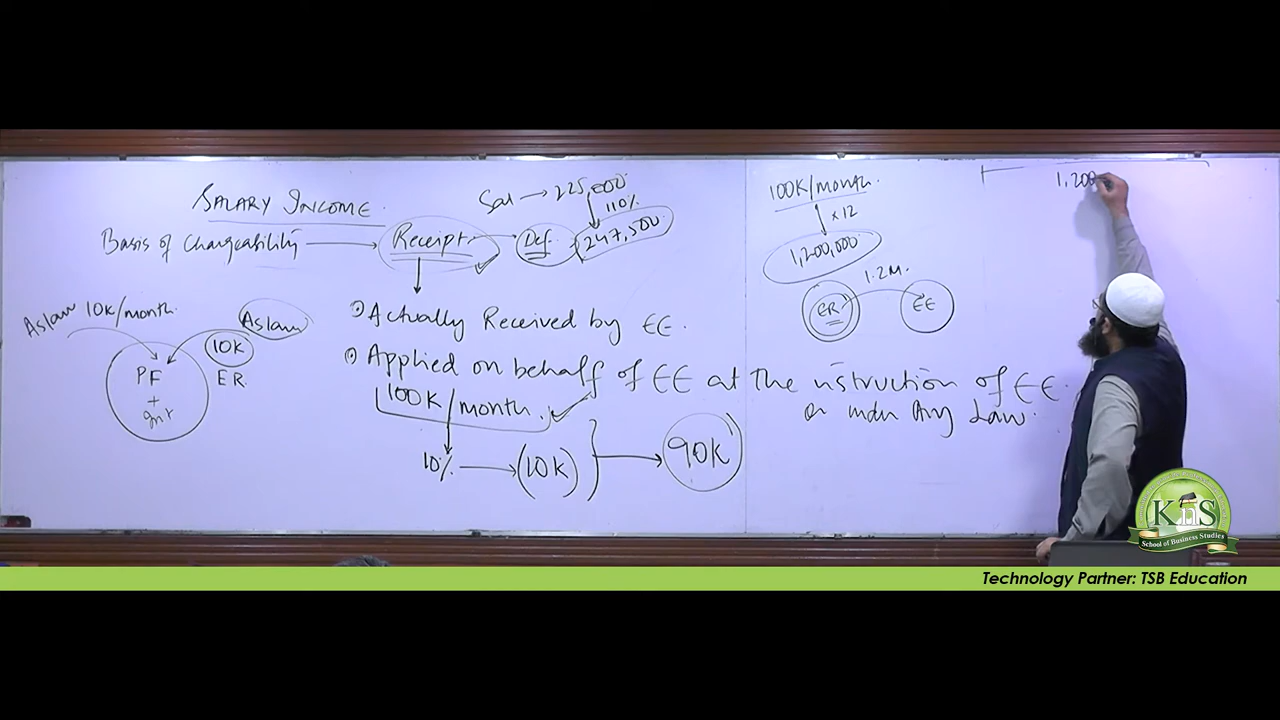 SALARY INCOME
Basis of Chargeability
Receipt
Def.
Sal → 225,000
110%
247,500
Aslam 10K/month
Aslam
10K
ER.
PF
+
Int
Actually Received by EE.
Applied on behalf of EE at the instruction of EE.
or under Any Law.
100K/month.
10% → (10K)
90K
100K/month.
x12
1,200,000
1.2M.
ER
EE
1,200
KnS
School of Business Studies
Technology Partner: TSB Education